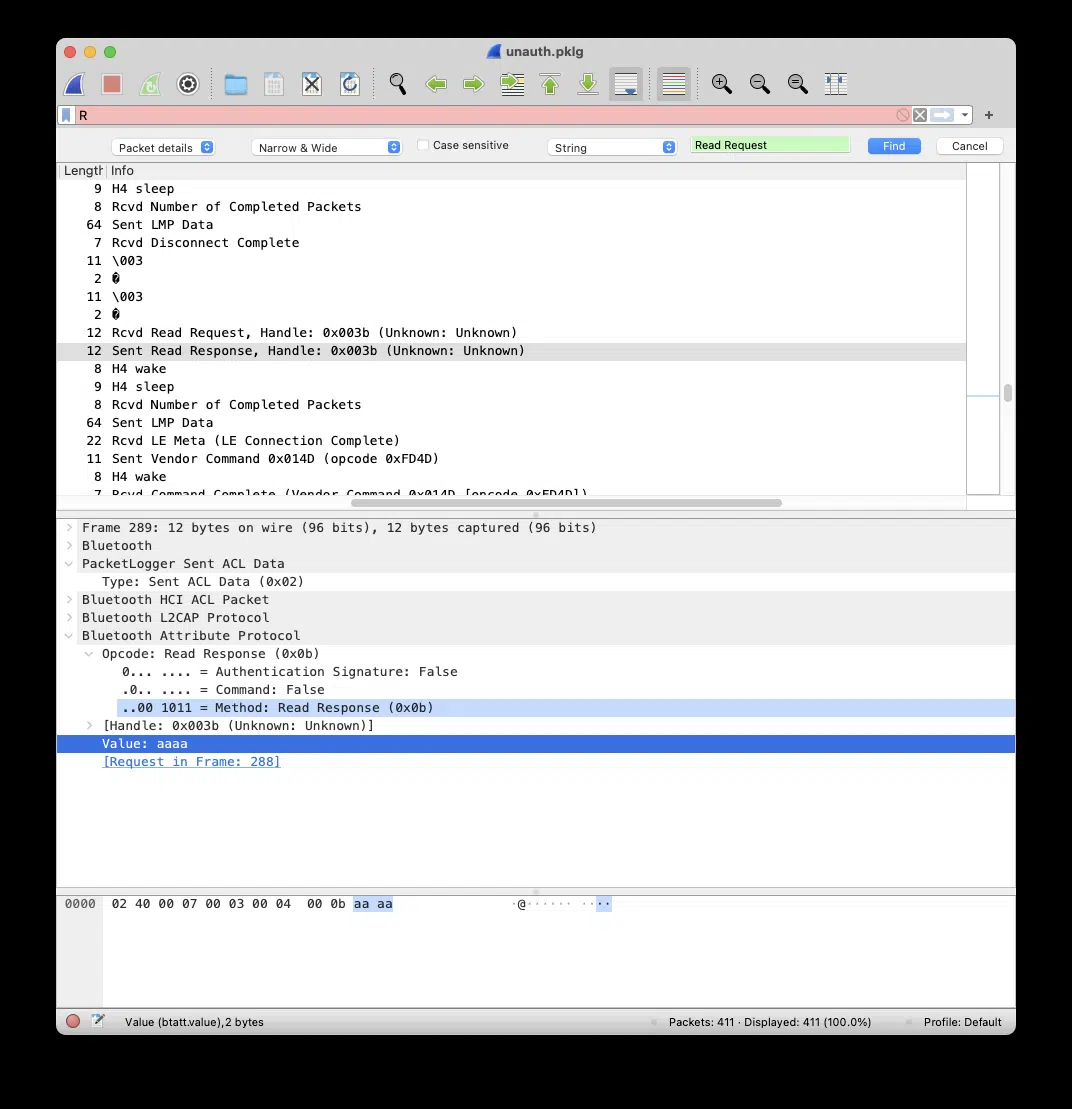 unauth.pklg
R
+
Packet details Narrow & Wide Case sensitive String Read Request Find Cancel
Length Info
9 H4 sleep
8 Rcvd Number of Completed Packets
64 Sent LMP Data
7 Rcvd Disconnect Complete
11 \003
2 �
11 \003
2 �
12 Rcvd Read Request, Handle: 0x003b (Unknown: Unknown)
12 Sent Read Response, Handle: 0x003b (Unknown: Unknown)
8 H4 wake
9 H4 sleep
8 Rcvd Number of Completed Packets
64 Sent LMP Data
22 Rcvd LE Meta (LE Connection Complete)
11 Sent Vendor Command 0x014D (opcode 0xFD4D)
8 H4 wake
7 Rcvd Command Complete (Vendor Command 0x014D [opcode 0xFD4D])
Frame 289: 12 bytes on wire (96 bits), 12 bytes captured (96 bits)
Bluetooth
PacketLogger Sent ACL Data
Type: Sent ACL Data (0x02)
Bluetooth HCI ACL Packet
Bluetooth L2CAP Protocol
Bluetooth Attribute Protocol
Opcode: Read Response (0x0b)
0... .... = Authentication Signature: False
.0.. .... = Command: False
..00 1011 = Method: Read Response (0x0b)
[Handle: 0x003b (Unknown: Unknown)]
Value: aaaa
[Request in Frame: 288]
0000 02 40 00 07 00 03 00 04 00 0b aa aa ·@······ ····
Value (btatt.value), 2 bytes Packets: 411 · Displayed: 411 (100.0%) Profile: Default